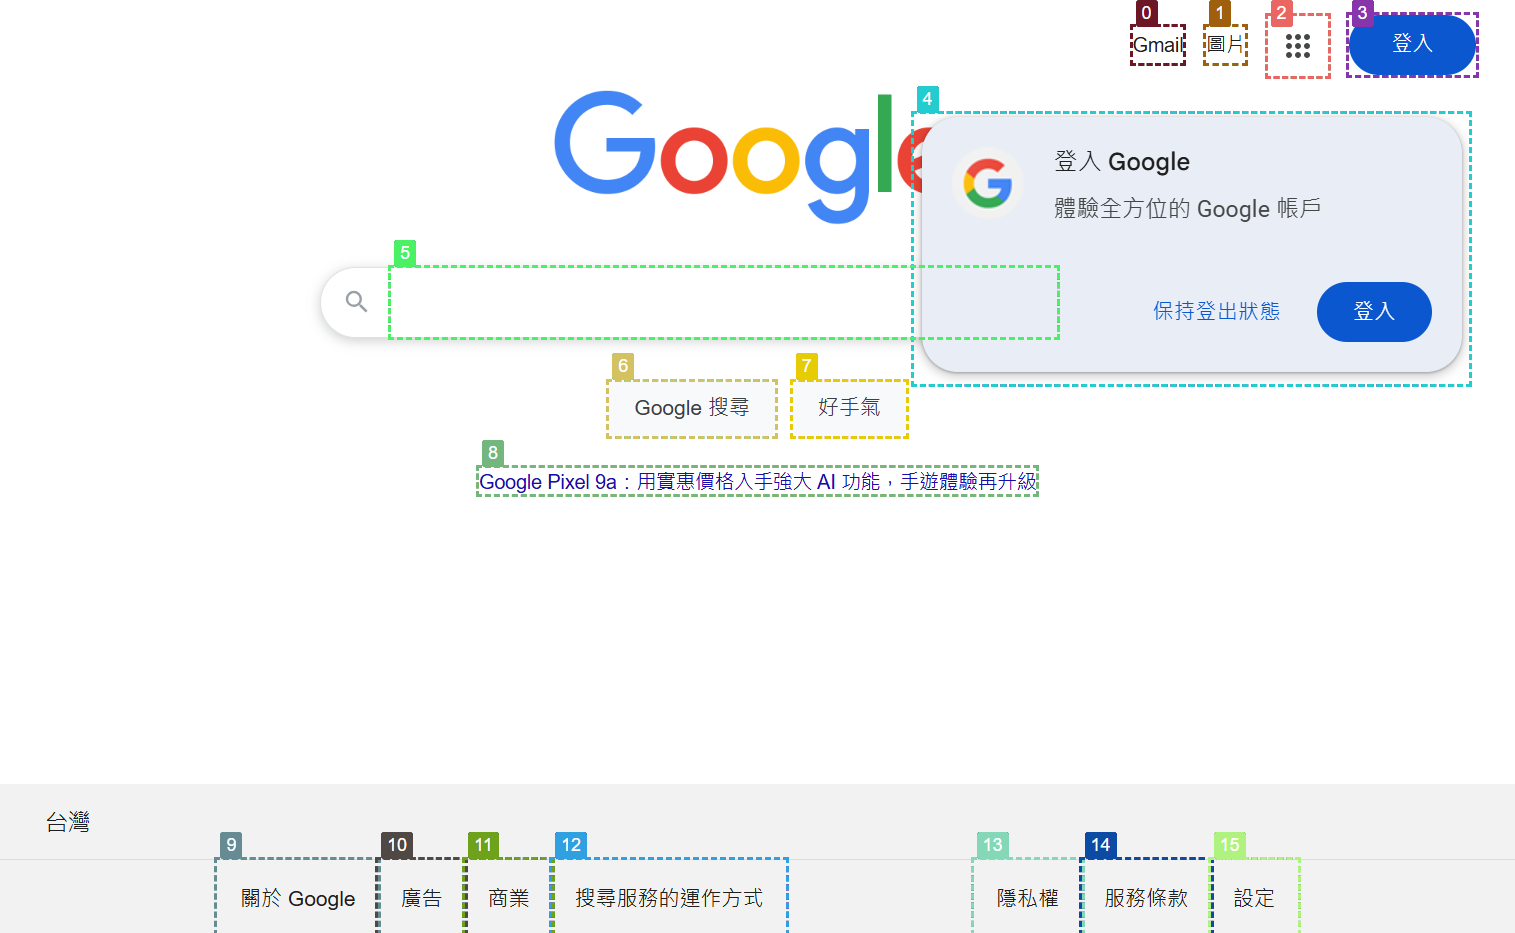 0 1 2 3
Gmail 圖片 登入
4
Google
登入 Google
體驗全方位的 Google 帳戶
5
保持登出狀態 登入
6 7
Google 搜尋 好手氣
8
Google Pixel 9a：用實惠價格入手強大 AI 功能，手遊體驗再升級
台灣
9 10 11 12 13 14 15
關於 Google 廣告 商業 搜尋服務的運作方式 隱私權 服務條款 設定